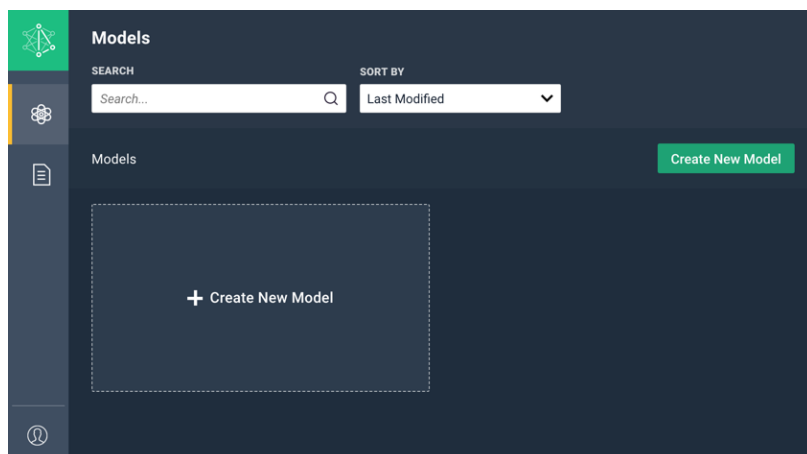 Models
SEARCH
SORT BY
Search...
Last Modified
Models
Create New Model
Create New Model